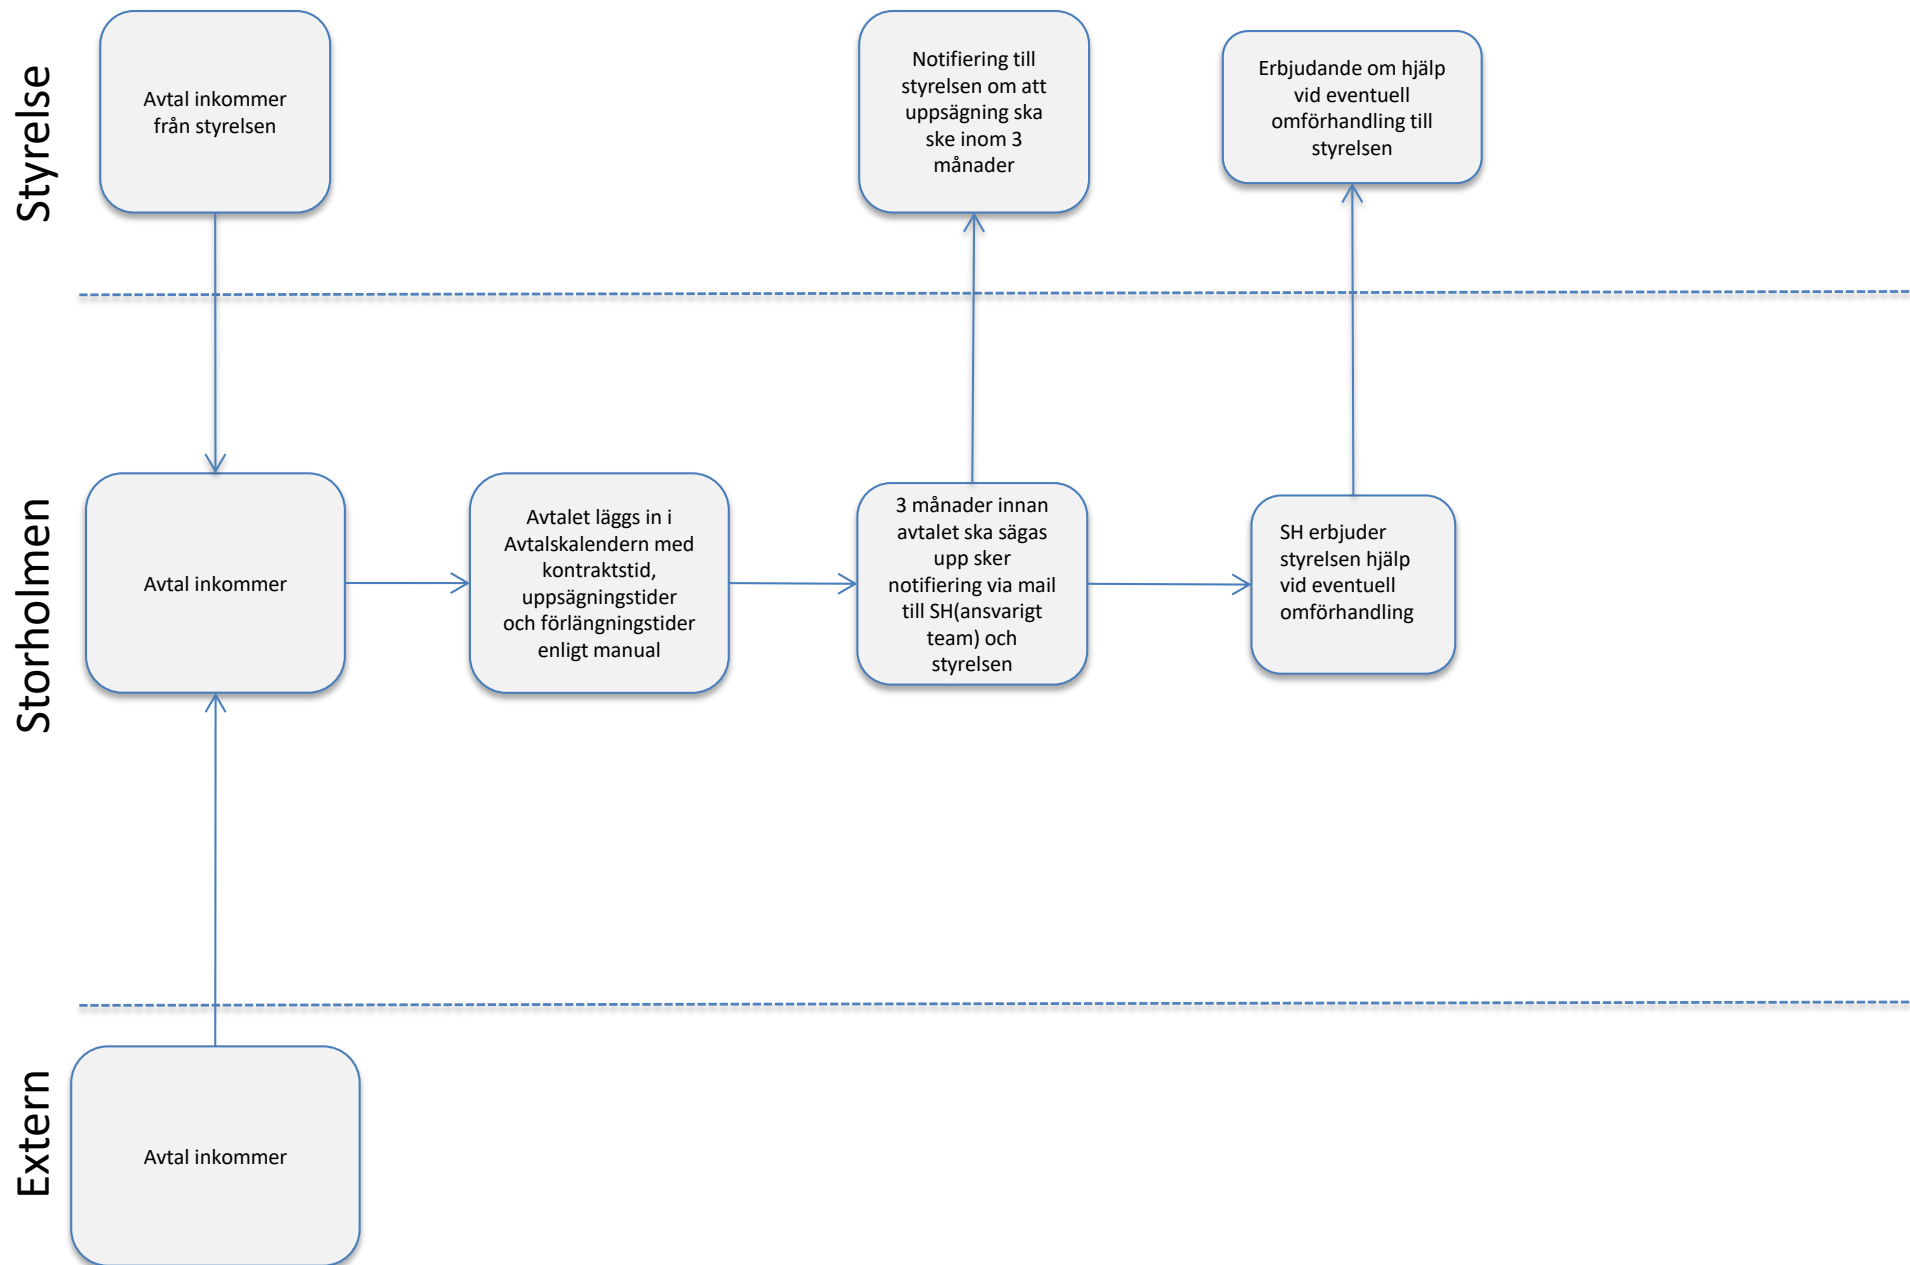 Styrelse
Avtal inkommer
från styrelsen
Notifiering till
styrelsen om att
uppsägning ska
ske inom 3
månader
Erbjudande om hjälp
vid eventuell
omförhandling till
styrelsen
Storholmen
Avtal inkommer
Avtalet läggs in i
Avtalskalendern med
kontraktstid,
uppsägningstider
och förlängningstider
enligt manual
3 månader innan
avtalet ska sägas
upp sker
notifiering via mail
till SH(ansvarigt
team) och
styrelsen
SH erbjuder
styrelsen hjälp
vid eventuell
omförhandling
Extern
Avtal inkommer